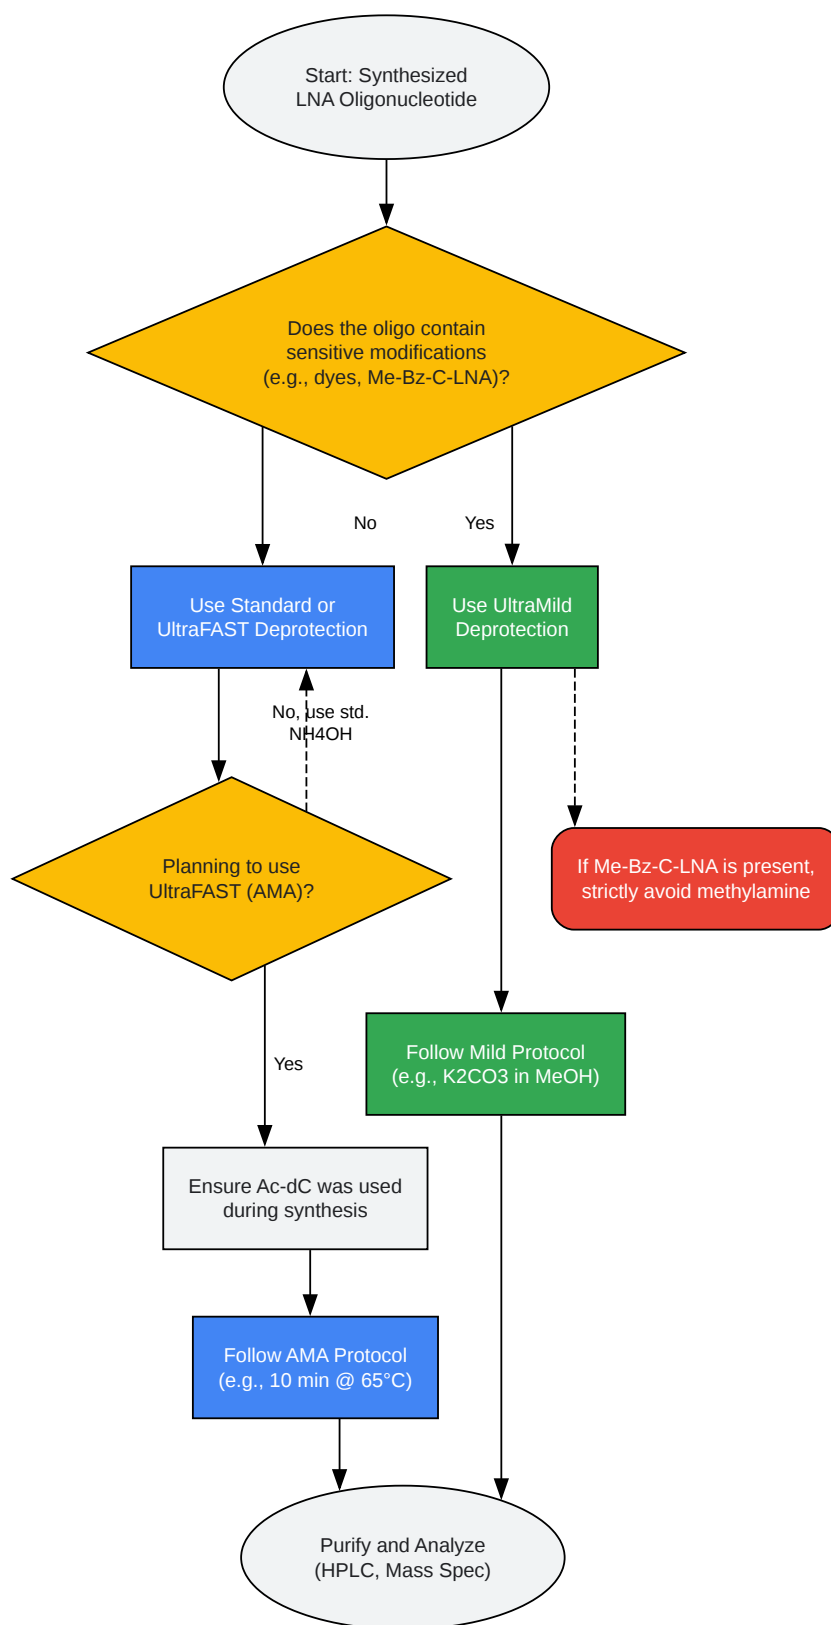 Start: Synthesized
LNA Oligonucleotide
Does the oligo contain
sensitive modifications
(e.g., dyes, Me-Bz-C-LNA)?
No
Yes
Use Standard or
UltraFAST Deprotection
Use UltraMild
Deprotection
No, use std.
NH4OH
Planning to use
UltraFAST (AMA)?
If Me-Bz-C-LNA is present,
strictly avoid methylamine
Follow Mild Protocol
(e.g., K2CO3 in MeOH)
Yes
Ensure Ac-dC was used
during synthesis
Follow AMA Protocol
(e.g., 10 min @ 65°C)
Purify and Analyze
(HPLC, Mass Spec)